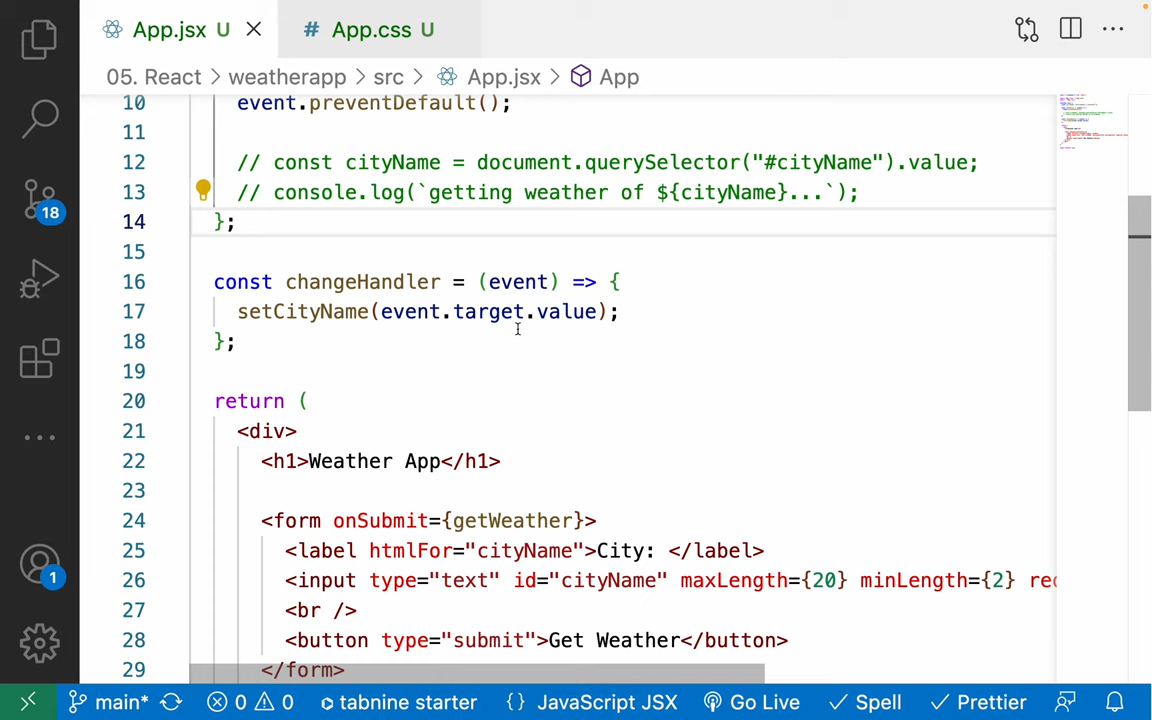 App.jsx U
# App.css U
05. React > weatherapp > src > App.jsx > App
10 event.preventDefault();
11
12 // const cityName = document.querySelector("#cityName").value;
13 // console.log(`getting weather of ${cityName}...`);
14 };
15
16 const changeHandler = (event) => {
17 setCityName(event.target.value);
18 };
19
20 return (
21 <div>
22 <h1>Weather App</h1>
23
24 <form onSubmit={getWeather}>
25 <label htmlFor="cityName">City: </label>
26 <input type="text" id="cityName" maxLength={20} minLength={2} rec
27 <br />
28 <button type="submit">Get Weather</button>
29 </form>
18
1
main* 0 0 tabnine starter {} JavaScript JSX Go Live Spell Prettier